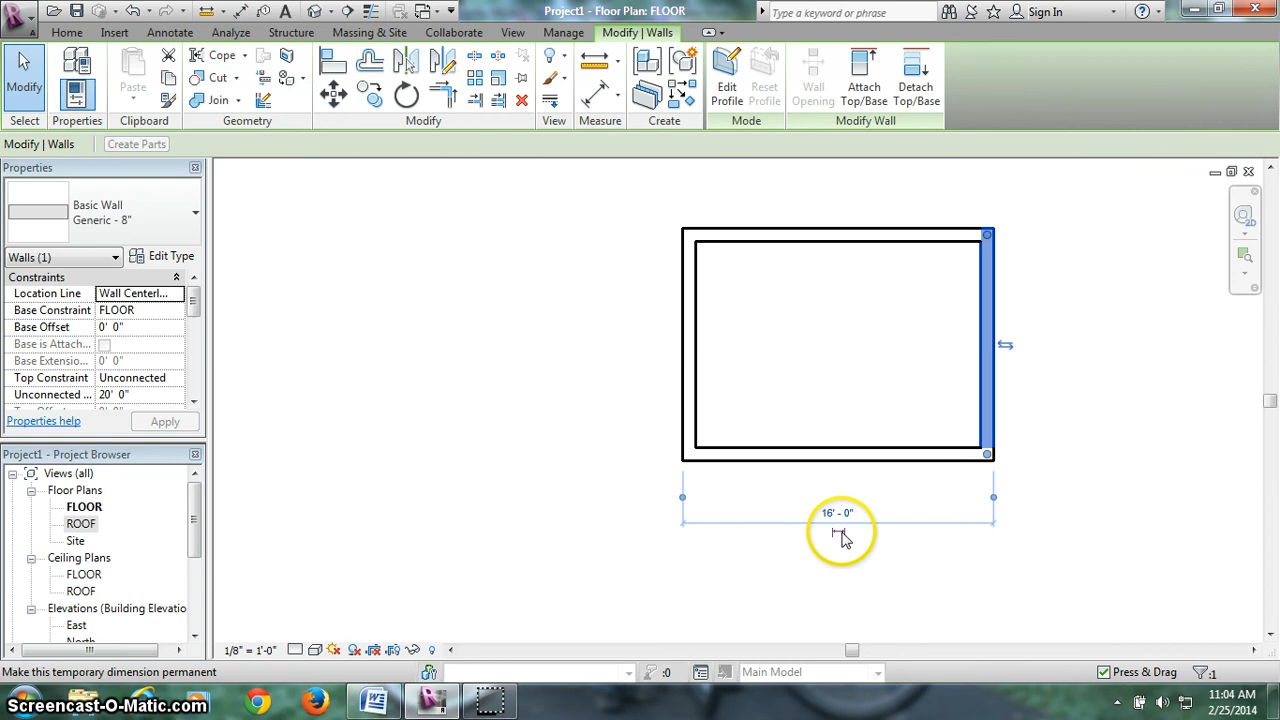 Project1 - Floor Plan: FLOOR
Type a keyword or phrase
Sign In
Home
Insert
Annotate
Analyze
Structure
Massing & Site
Collaborate
View
Manage
Modify | Walls
Modify
Paste
Cope
Cut
Join
Edit Profile
Reset Profile
Wall Opening
Attach Top/Base
Detach Top/Base
Select
Properties
Clipboard
Geometry
Modify
View
Measure
Create
Mode
Modify Wall
Modify | Walls
Create Parts
Properties
Basic Wall
Generic - 8"
Walls (1)
Edit Type
Constraints
Location Line Wall Centerl...
Base Constraint FLOOR
Base Offset 0' 0"
Base is Attach...
Base Extensio... 0' 0"
Top Constraint Unconnected
Unconnected ... 20' 0"
Top Offset 0' 0"
Properties help
Apply
Project1 - Project Browser
Views (all)
Floor Plans
FLOOR
ROOF
Site
Ceiling Plans
FLOOR
ROOF
Elevations (Building Elevatio
East
North
16' - 0"
2D
1/8" = 1'-0"
Make this temporary dimension permanent
:0
Main Model
Press & Drag
:1
Screencast-O-Matic.com
11:04 AM
2/25/2014